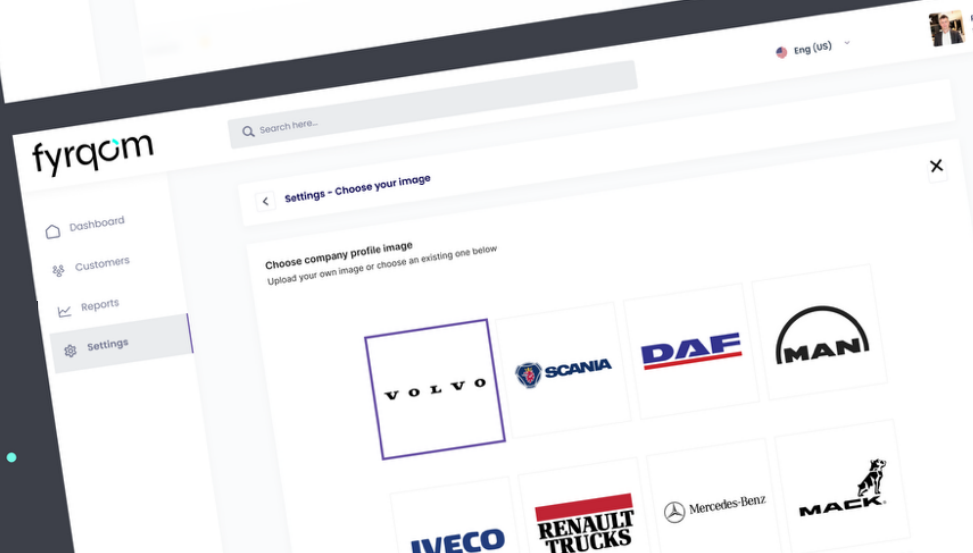 Eng (US)
fyrqom
Search here...
Settings - Choose your image
Dashboard
Customers
Reports
Settings
Choose company profile image
Upload your own image or choose an existing one below
VOLVO
SCANIA
DAF
MAN
IVECO
RENAULT
TRUCKS
Mercedes-Benz
MACK